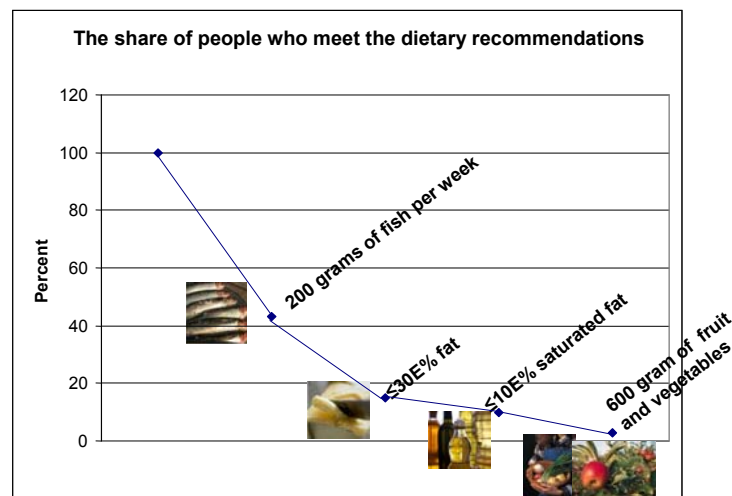 The share of people who meet the dietary recommendations
120
100
80
60
40
20
0
Percent
200 grams of fish per week
≤30E% fat
≤10E% saturated fat
600 gram of fruit
and vegetables